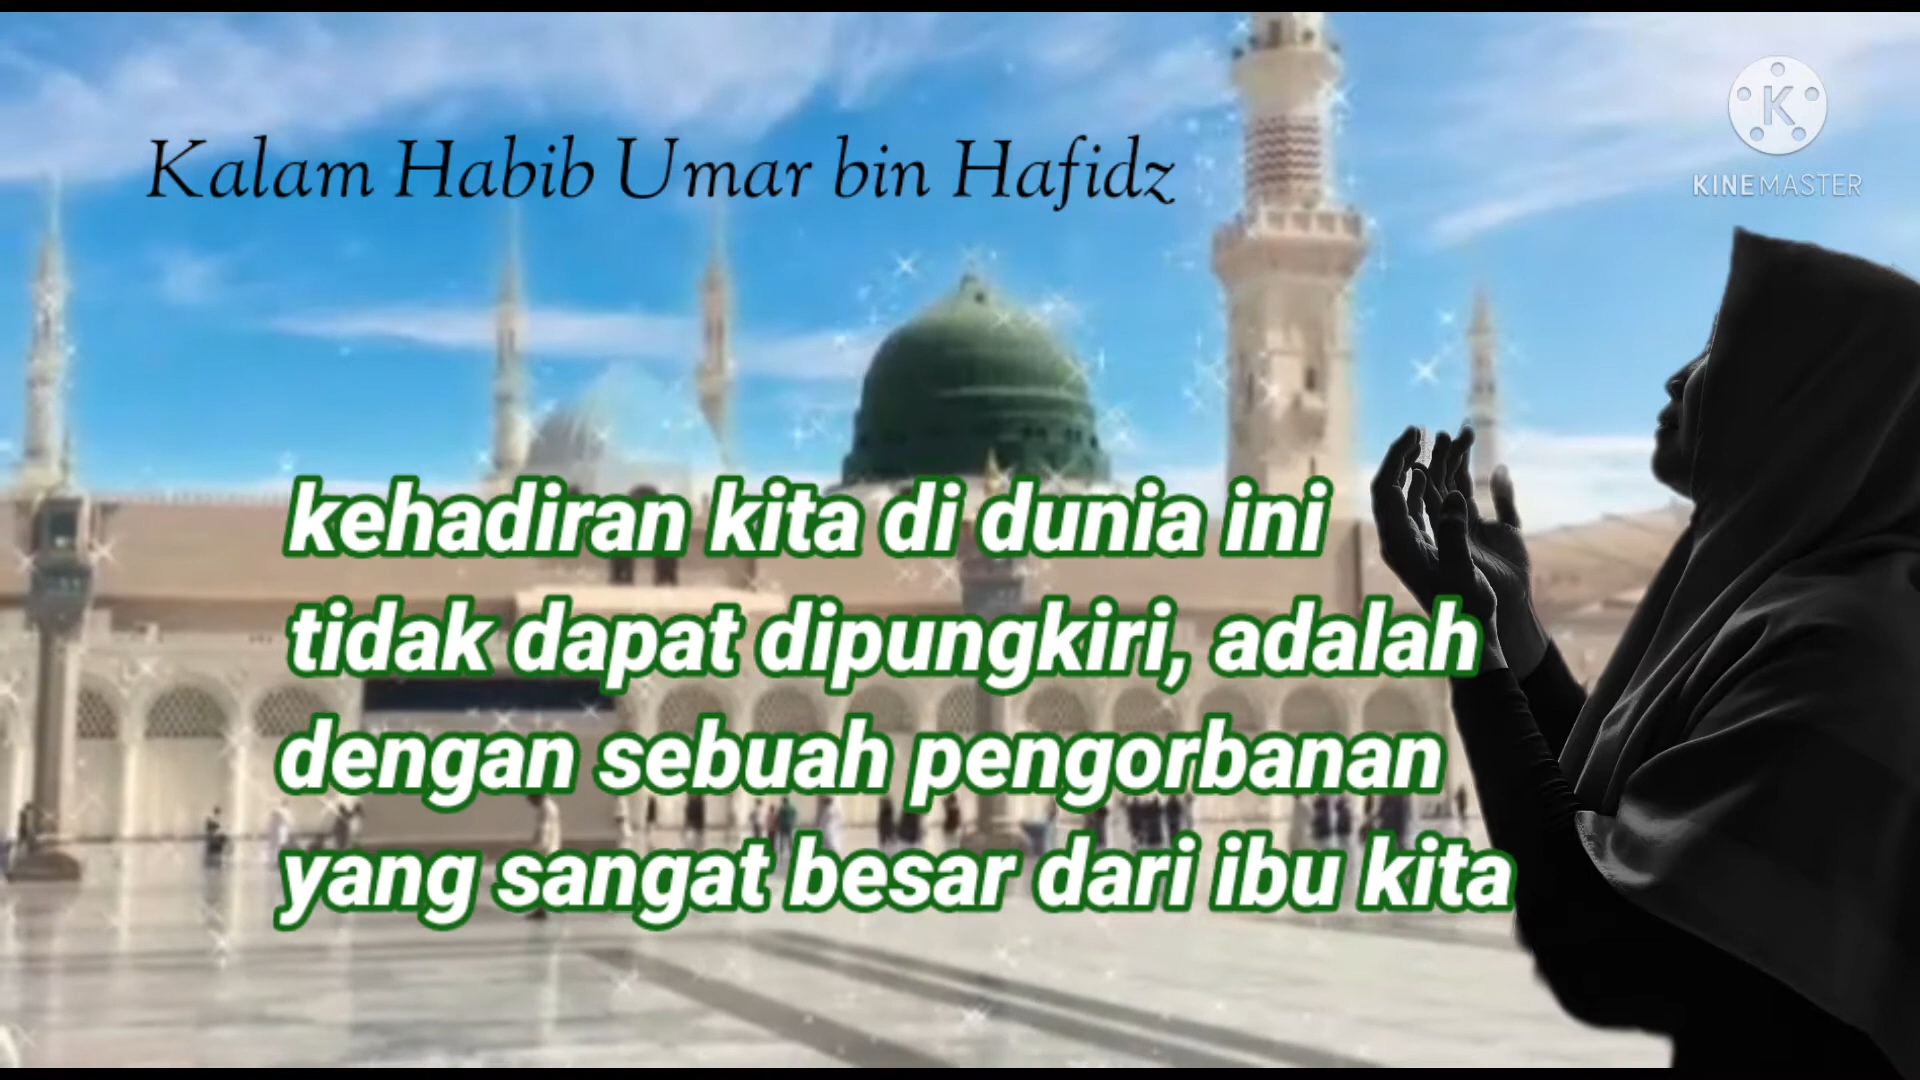 Kalam Habib Umar bin Hafidz
KINEMASTER
kehadiran kita di dunia ini
tidak dapat dipungkiri, adalah
dengan sebuah pengorbanan
yang sangat besar dari ibu kita